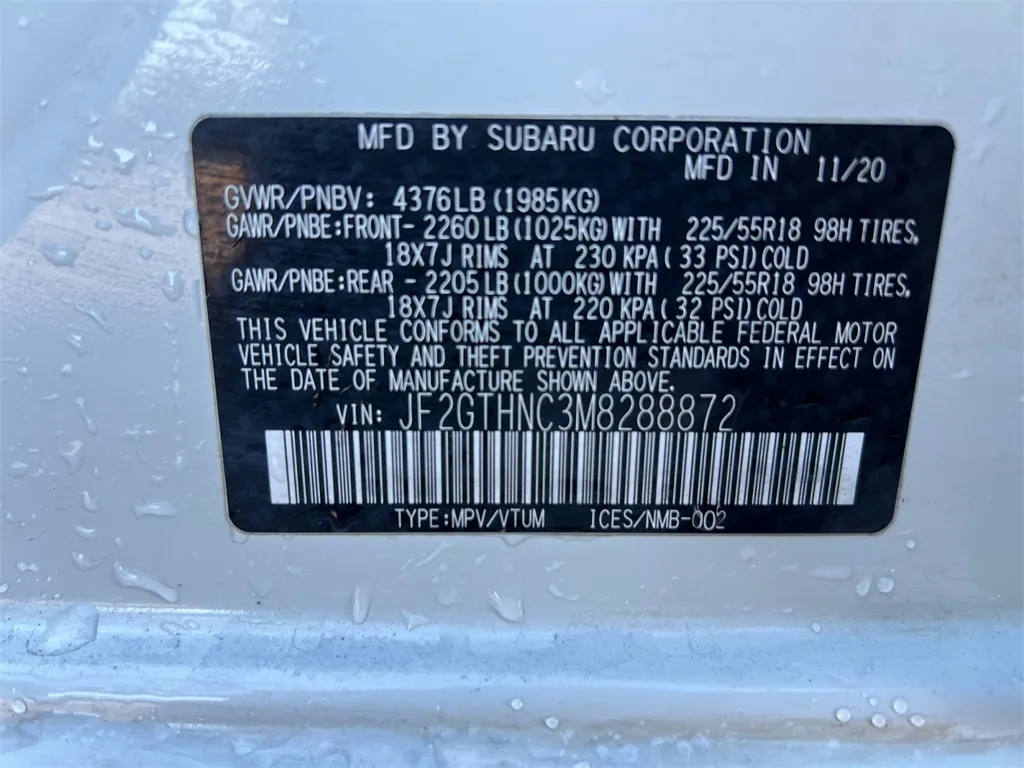 MFD BY SUBARU CORPORATION
MFD IN 11/20
GVWR/PNBV: 4376LB (1985KG)
GAWR/PNBE:FRONT- 2260 LB (1025KG) WITH 225/55R18 98H TIRES,
18X7J RIMS AT 230 KPA ( 33 PSI) COLD
GAWR/PNBE:REAR - 2205 LB (1000KG) WITH 225/55R18 98H TIRES,
18X7J RIMS AT 220 KPA ( 32 PSI) COLD
THIS VEHICLE CONFORMS TO ALL APPLICABLE FEDERAL MOTOR
VEHICLE SAFETY AND THEFT PREVENTION STANDARDS IN EFFECT ON
THE DATE OF MANUFACTURE SHOWN ABOVE.
VIN: JF2GTHNC3M8288872
TYPE:MPV/VTUM ICES/NMB-002